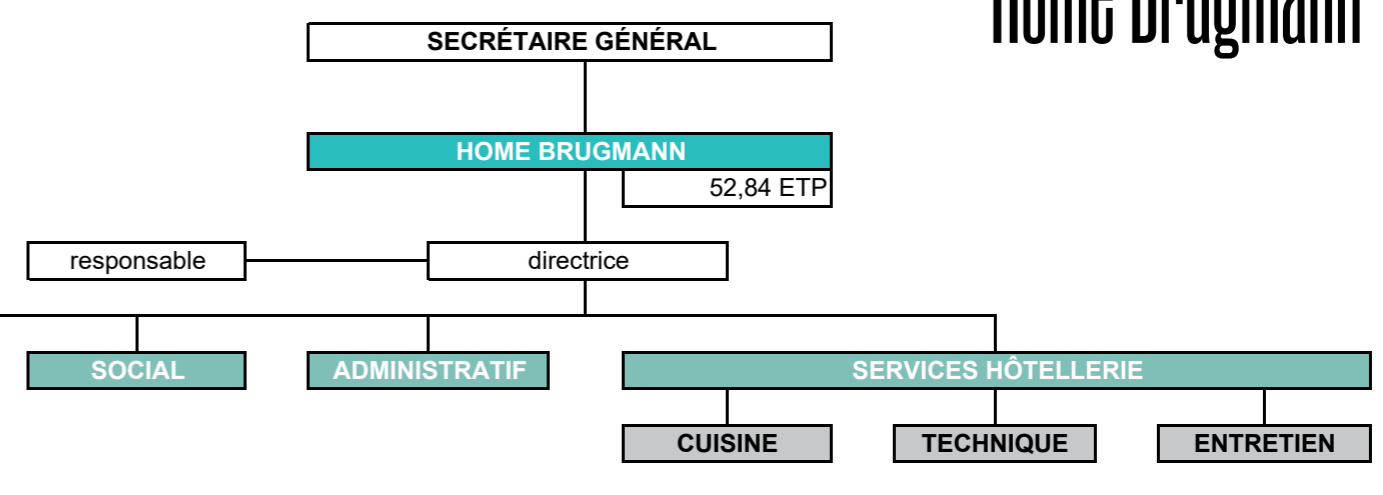 Home Brugmann
SECRÉTAIRE GÉNÉRAL
HOME BRUGMANN
52,84 ETP
responsable
directrice
SOCIAL
ADMINISTRATIF
SERVICES HÔTELLERIE
CUISINE
TECHNIQUE
ENTRETIEN